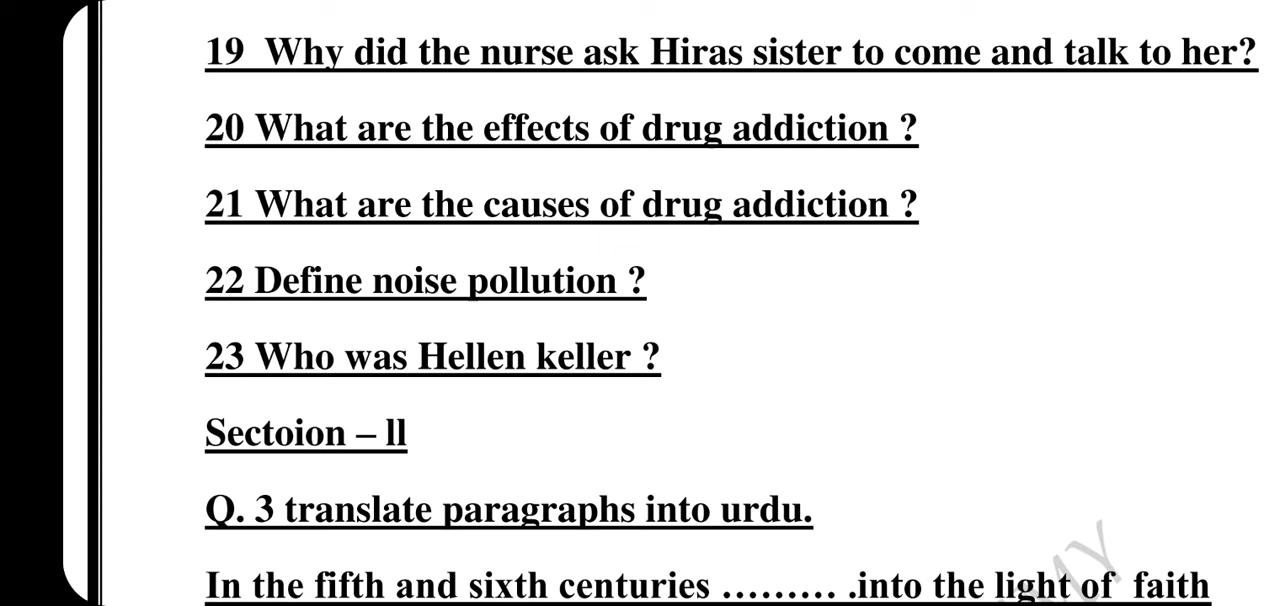 19 Why did the nurse ask Hiras sister to come and talk to her?
20 What are the effects of drug addiction ?
21 What are the causes of drug addiction ?
22 Define noise pollution ?
23 Who was Hellen keller ?
Sectoion – ll
Q. 3 translate paragraphs into urdu.
In the fifth and sixth centuries ……… .into the light of faith